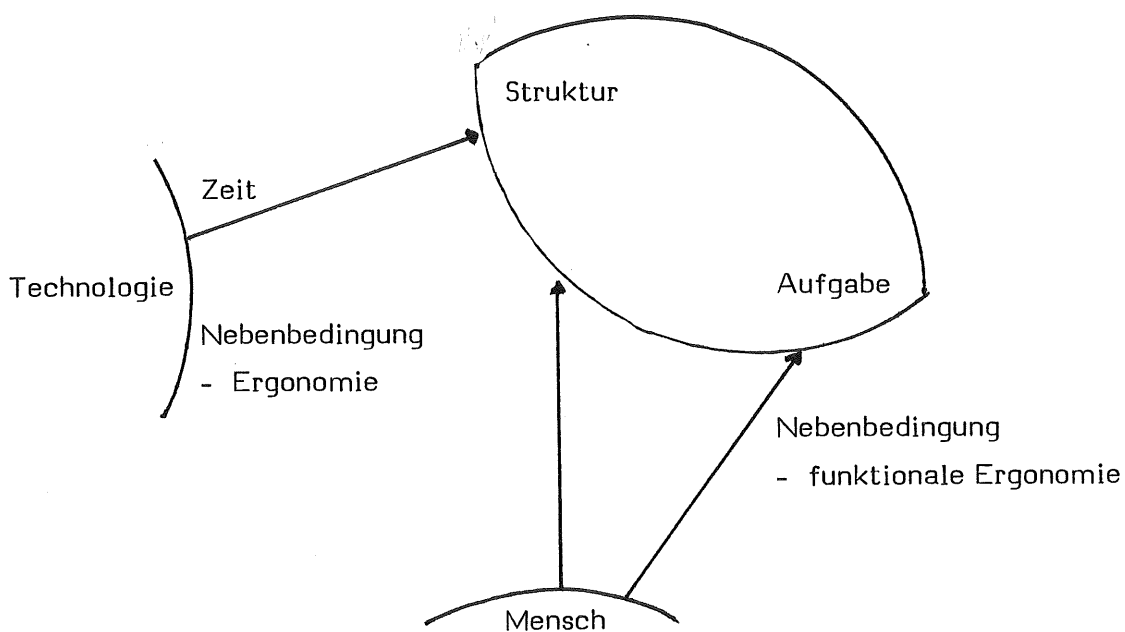 Struktur
Zeit
Technologie
Aufgabe
Nebenbedingung
- Ergonomie
Nebenbedingung
- funktionale Ergonomie
Mensch